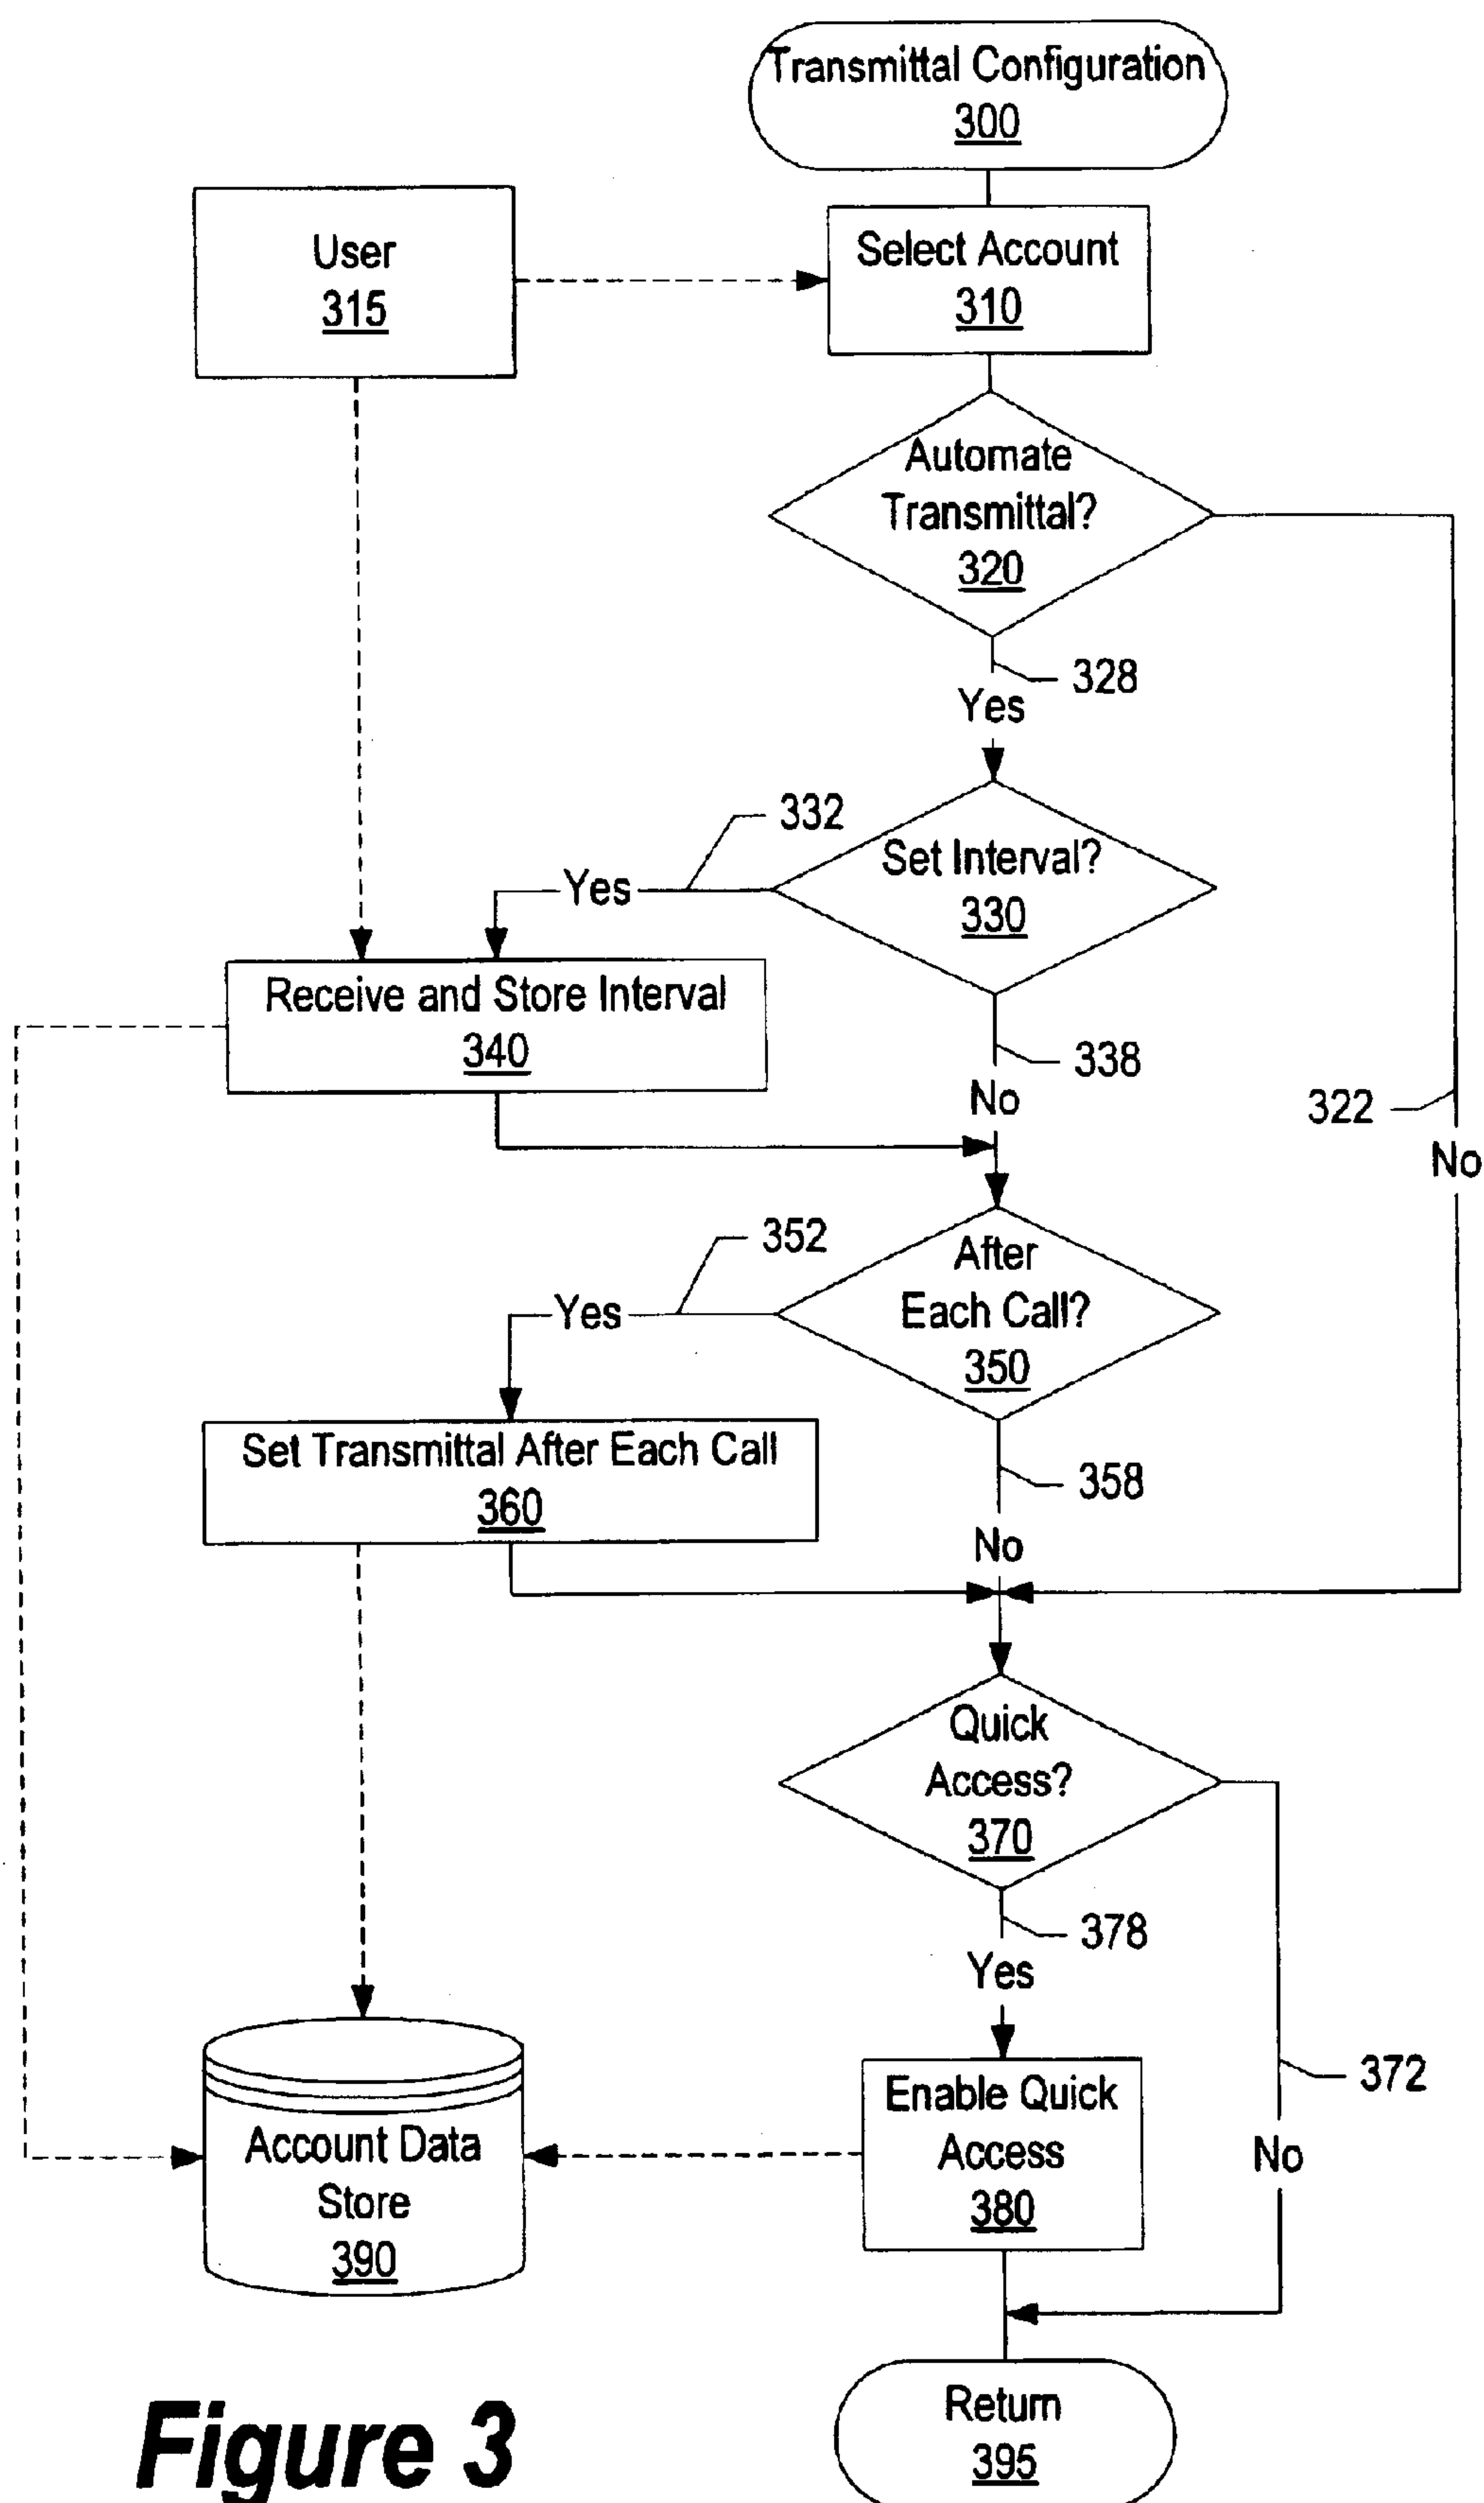 Transmittal Configuration
300
User
315
Select Account
310
Automate
Transmittal?
320
328
Yes
332
Set Interval?
330
Yes
Receive and Store Interval
340
338
No
322
No
352
After
Each Call?
350
Yes
Set Transmittal After Each Call
360
358
No
Quick
Access?
370
378
Yes
372
Enable Quick
Access
380
No
Account Data
Store
390
Return
395
Figure 3